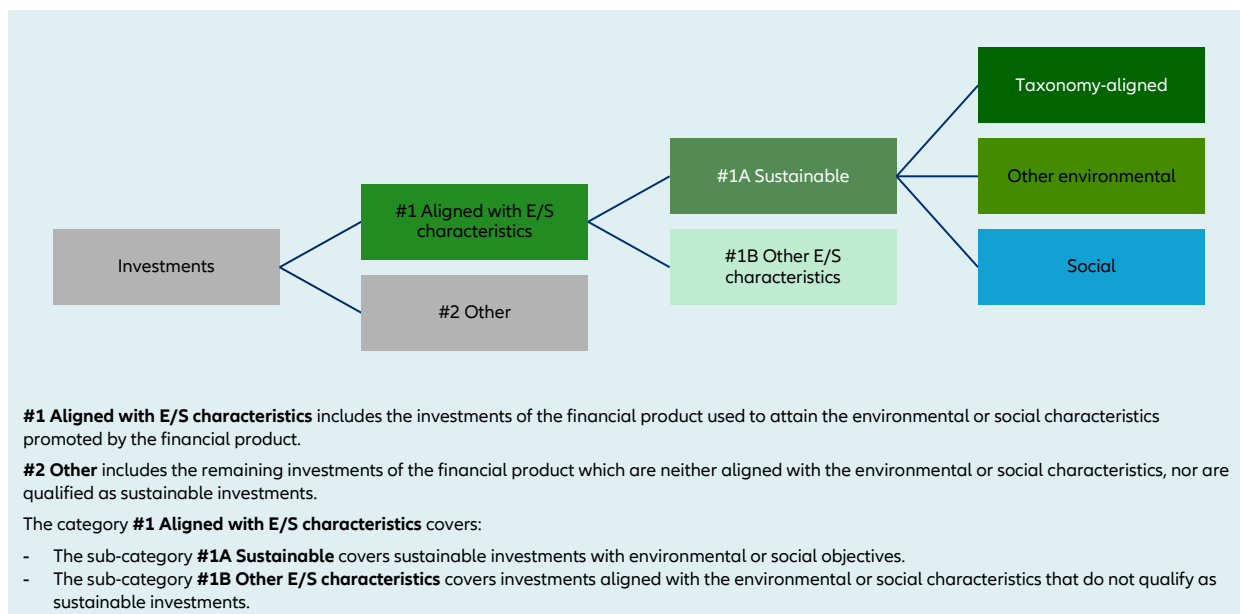 Taxonomy-aligned
#1A Sustainable
Other environmental
#1 Aligned with E/S
characteristics
#1B Other E/S
characteristics
Investments
Social
#2 Other
#1 Aligned with E/S characteristics includes the investments of the financial product used to attain the environmental or social characteristics
promoted by the financial product.
#2 Other includes the remaining investments of the financial product which are neither aligned with the environmental or social characteristics, nor are
qualified as sustainable investments.
The category #1 Aligned with E/S characteristics covers:
- The sub-category #1A Sustainable covers sustainable investments with environmental or social objectives.
- The sub-category #1B Other E/S characteristics covers investments aligned with the environmental or social characteristics that do not qualify as
sustainable investments.